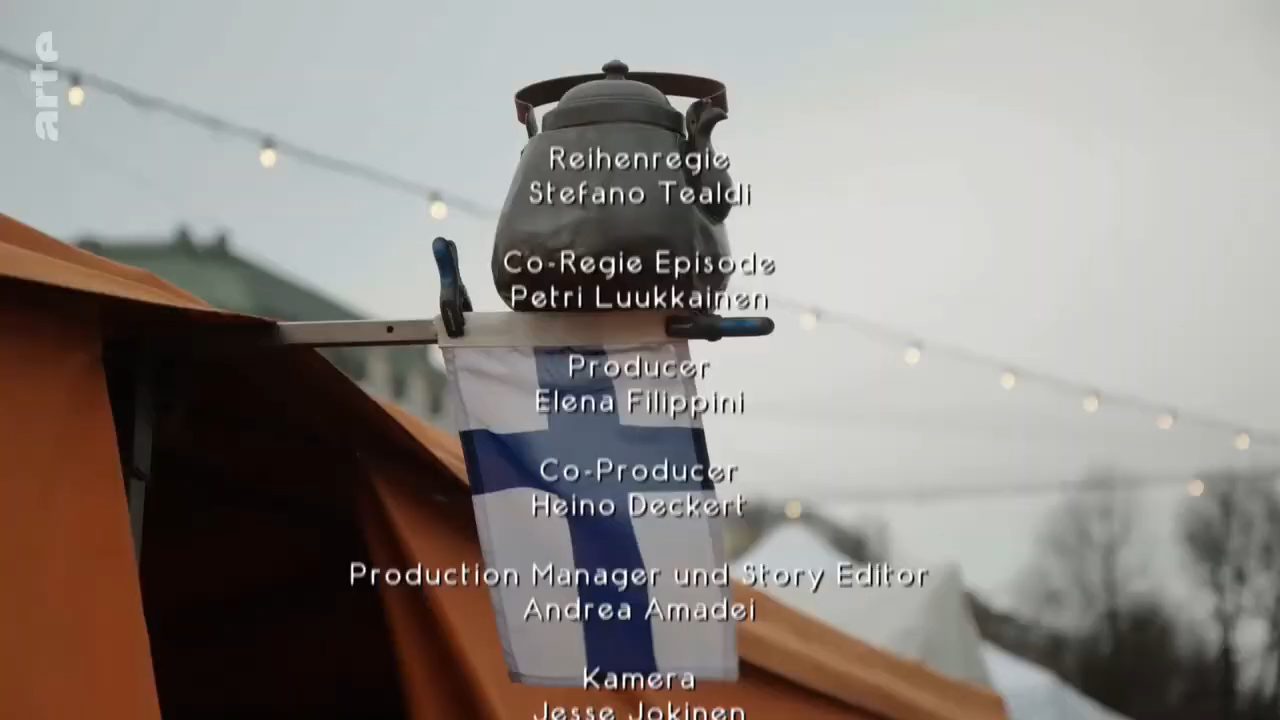 arte
Reihenregie
Stefano Tealdi
Co-Regie Episode
Petri Luukkainen
Producer
Elena Filippini
Co-Producer
Heino Deckert
Production Manager und Story Editor
Andrea Amadei
Kamera
Jesse Jokinen